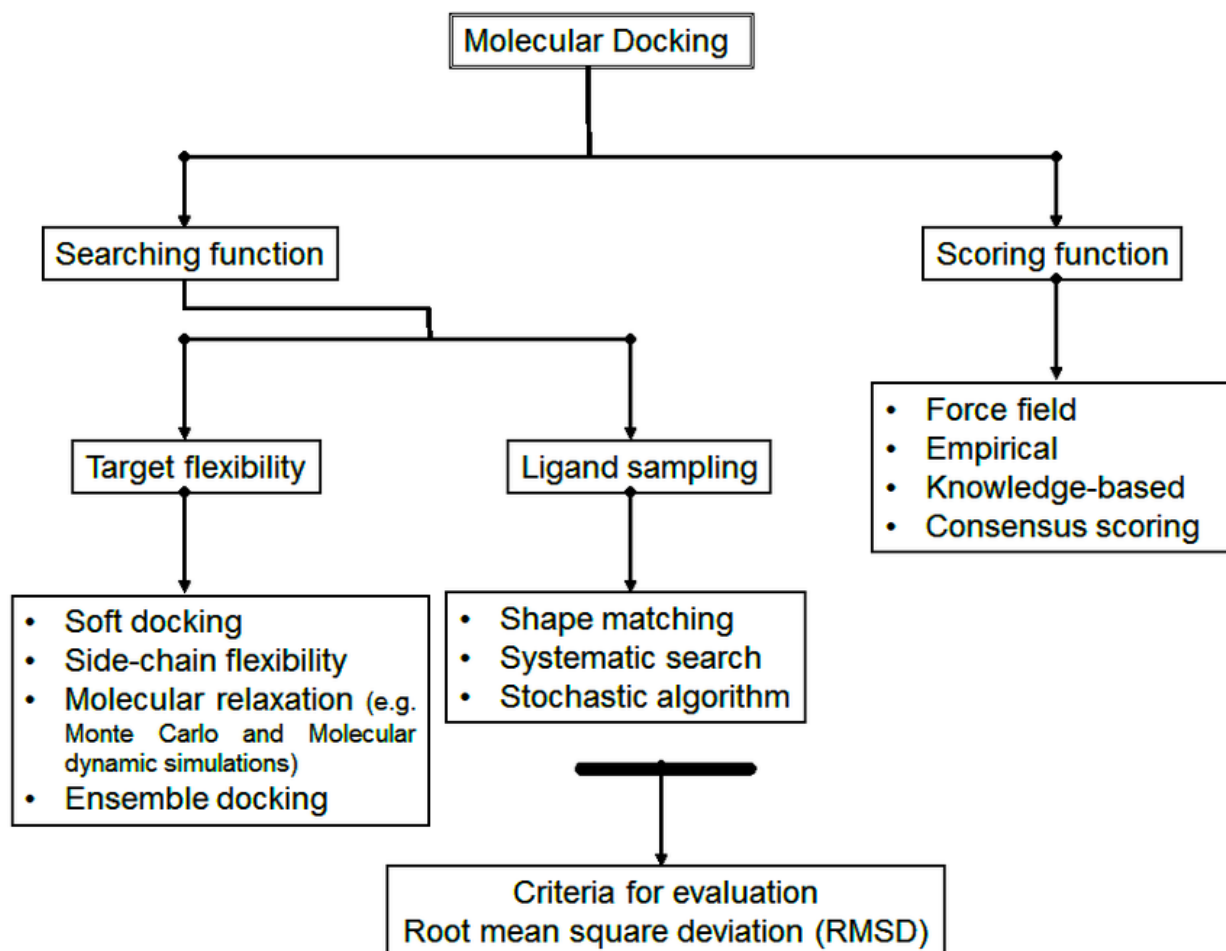 Molecular Docking
Searching function
Scoring function
Target flexibility
Ligand sampling
• Force field
• Empirical
• Knowledge-based
• Consensus scoring
• Soft docking
• Side-chain flexibility
• Molecular relaxation (e.g.
Monte Carlo and Molecular
dynamic simulations)
• Ensemble docking
• Shape matching
• Systematic search
• Stochastic algorithm
Criteria for evaluation
Root mean square deviation (RMSD)